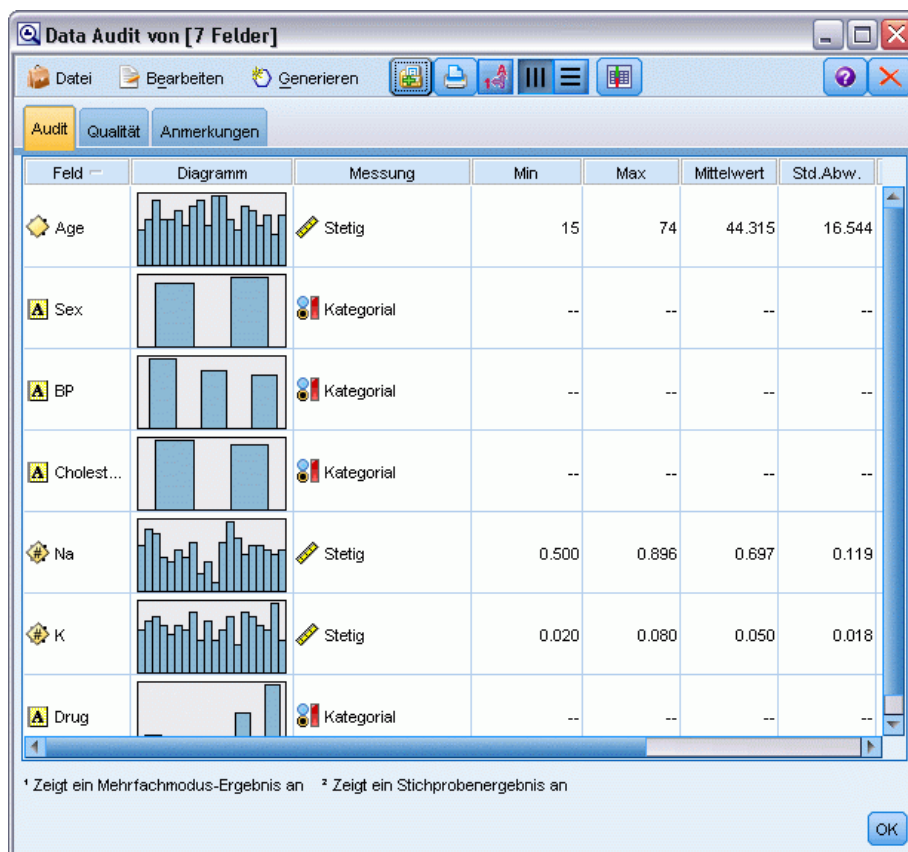 Data Audit von [7 Felder]
Datei Bearbeiten Generieren
Audit Qualität Anmerkungen
Feld Diagramm Messung Min Max Mittelwert Std.Abw.
Age Stetig 15 74 44.315 16.544
A Sex Kategorial -- -- -- --
A BP Kategorial -- -- -- --
A Cholest... Kategorial -- -- -- --
# Na Stetig 0.500 0.896 0.697 0.119
# K Stetig 0.020 0.080 0.050 0.018
A Drug Kategorial -- -- -- --
¹ Zeigt ein Mehrfachmodus-Ergebnis an ² Zeigt ein Stichprobenergebnis an
OK